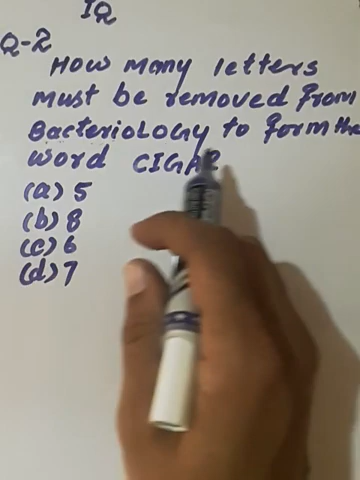 IQ
Q-2
How many letters
must be removed from
Bacteriology to form the
word CIGAR
(a) 5
(b) 8
(c) 6
(d) 7